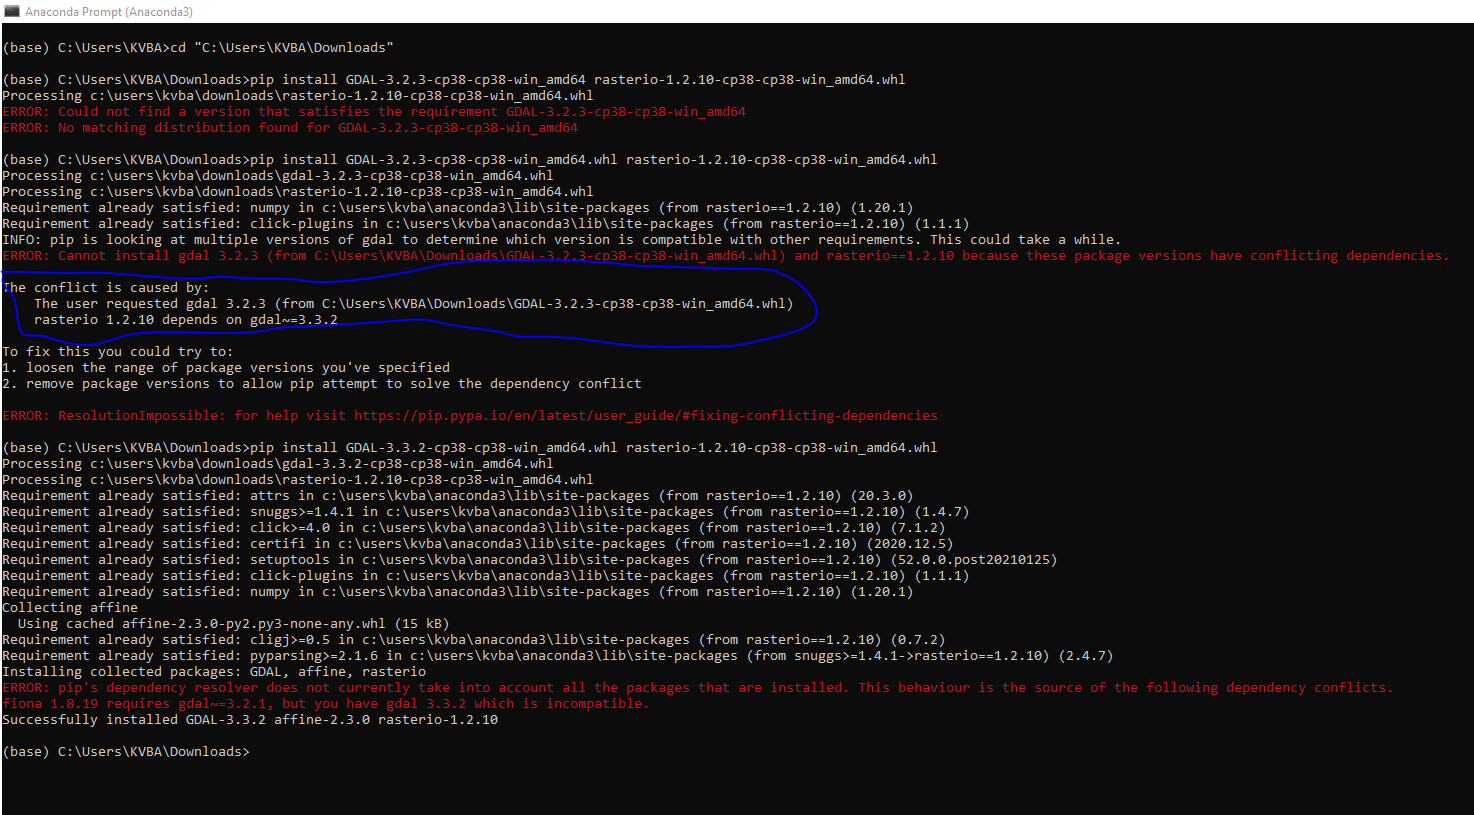 Anaconda Prompt (Anaconda3)
(base) C:\Users\KVBA>cd "C:\Users\KVBA\Downloads"
(base) C:\Users\KVBA\Downloads>pip install GDAL-3.2.3-cp38-cp38-win_amd64 rasterio-1.2.10-cp38-cp38-win_amd64.whl
Processing c:\users\kvba\downloads\rasterio-1.2.10-cp38-cp38-win_amd64.whl
ERROR: Could not find a version that satisfies the requirement GDAL-3.2.3-cp38-cp38-win_amd64
ERROR: No matching distribution found for GDAL-3.2.3-cp38-cp38-win_amd64
(base) C:\Users\KVBA\Downloads>pip install GDAL-3.2.3-cp38-cp38-win_amd64.whl rasterio-1.2.10-cp38-cp38-win_amd64.whl
Processing c:\users\kvba\downloads\gdal-3.2.3-cp38-cp38-win_amd64.whl
Processing c:\users\kvba\downloads\rasterio-1.2.10-cp38-cp38-win_amd64.whl
Requirement already satisfied: numpy in c:\users\kvba\anaconda3\lib\site-packages (from rasterio==1.2.10) (1.20.1)
Requirement already satisfied: click-plugins in c:\users\kvba\anaconda3\lib\site-packages (from rasterio==1.2.10) (1.1.1)
INFO: pip is looking at multiple versions of gdal to determine which version is compatible with other requirements. This could take a while.
ERROR: Cannot install gdal 3.2.3 (from C:\Users\KVBA\Downloads\GDAL-3.2.3-cp38-cp38-win_amd64.whl) and rasterio==1.2.10 because these package versions have conflicting dependencies.
The conflict is caused by:
    The user requested gdal 3.2.3 (from C:\Users\KVBA\Downloads\GDAL-3.2.3-cp38-cp38-win_amd64.whl)
    rasterio 1.2.10 depends on gdal~=3.3.2
To fix this you could try to:
1. loosen the range of package versions you've specified
2. remove package versions to allow pip attempt to solve the dependency conflict
ERROR: ResolutionImpossible: for help visit https://pip.pypa.io/en/latest/user_guide/#fixing-conflicting-dependencies
(base) C:\Users\KVBA\Downloads>pip install GDAL-3.3.2-cp38-cp38-win_amd64.whl rasterio-1.2.10-cp38-cp38-win_amd64.whl
Processing c:\users\kvba\downloads\gdal-3.3.2-cp38-cp38-win_amd64.whl
Processing c:\users\kvba\downloads\rasterio-1.2.10-cp38-cp38-win_amd64.whl
Requirement already satisfied: attrs in c:\users\kvba\anaconda3\lib\site-packages (from rasterio==1.2.10) (20.3.0)
Requirement already satisfied: snuggs>=1.4.1 in c:\users\kvba\anaconda3\lib\site-packages (from rasterio==1.2.10) (1.4.7)
Requirement already satisfied: click>=4.0 in c:\users\kvba\anaconda3\lib\site-packages (from rasterio==1.2.10) (7.1.2)
Requirement already satisfied: certifi in c:\users\kvba\anaconda3\lib\site-packages (from rasterio==1.2.10) (2020.12.5)
Requirement already satisfied: setuptools in c:\users\kvba\anaconda3\lib\site-packages (from rasterio==1.2.10) (52.0.0.post20210125)
Requirement already satisfied: click-plugins in c:\users\kvba\anaconda3\lib\site-packages (from rasterio==1.2.10) (1.1.1)
Requirement already satisfied: numpy in c:\users\kvba\anaconda3\lib\site-packages (from rasterio==1.2.10) (1.20.1)
Collecting affine
  Using cached affine-2.3.0-py2.py3-none-any.whl (15 kB)
Requirement already satisfied: cligj>=0.5 in c:\users\kvba\anaconda3\lib\site-packages (from rasterio==1.2.10) (0.7.2)
Requirement already satisfied: pyparsing>=2.1.6 in c:\users\kvba\anaconda3\lib\site-packages (from snuggs>=1.4.1->rasterio==1.2.10) (2.4.7)
Installing collected packages: GDAL, affine, rasterio
ERROR: pip's dependency resolver does not currently take into account all the packages that are installed. This behaviour is the source of the following dependency conflicts.
fiona 1.8.19 requires gdal~=3.2.1, but you have gdal 3.3.2 which is incompatible.
Successfully installed GDAL-3.3.2 affine-2.3.0 rasterio-1.2.10
(base) C:\Users\KVBA\Downloads>